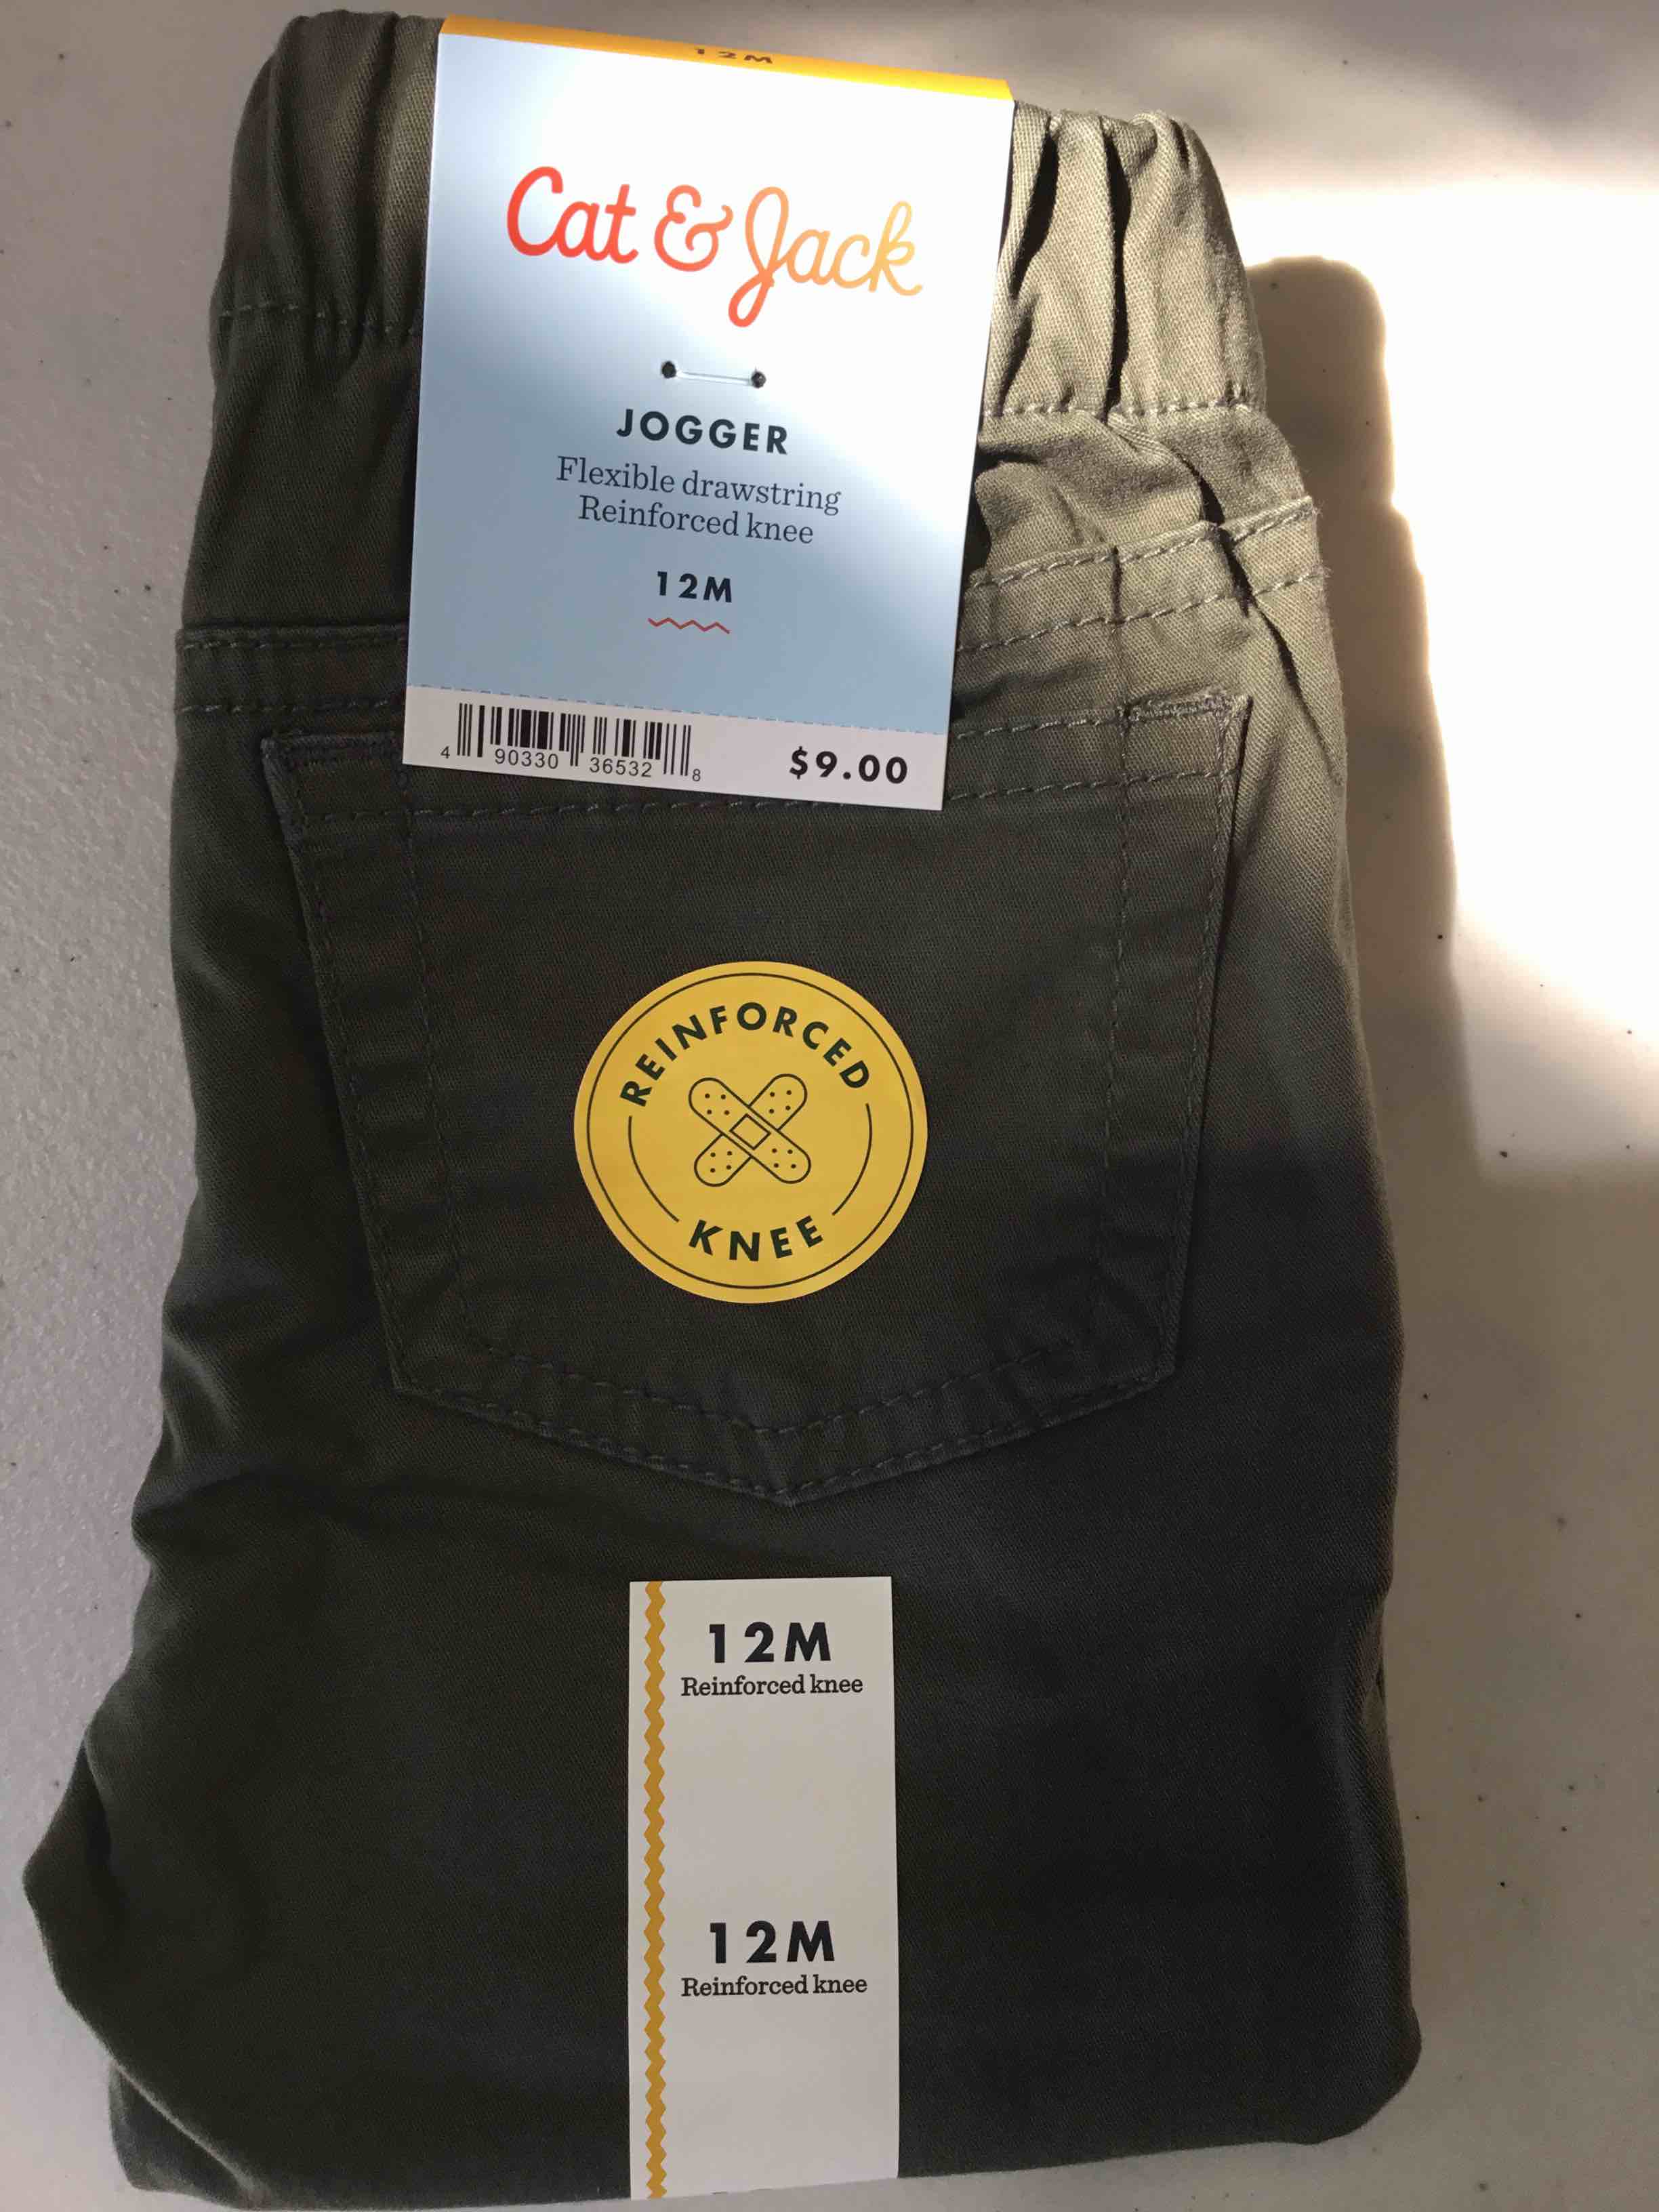 12M
Cat & Jack
JOGGER
Flexible drawstring
Reinforced knee
12M
4 90330 36532 8
$9.00
REINFORCED
KNEE
12M
Reinforced knee
12M
Reinforced knee